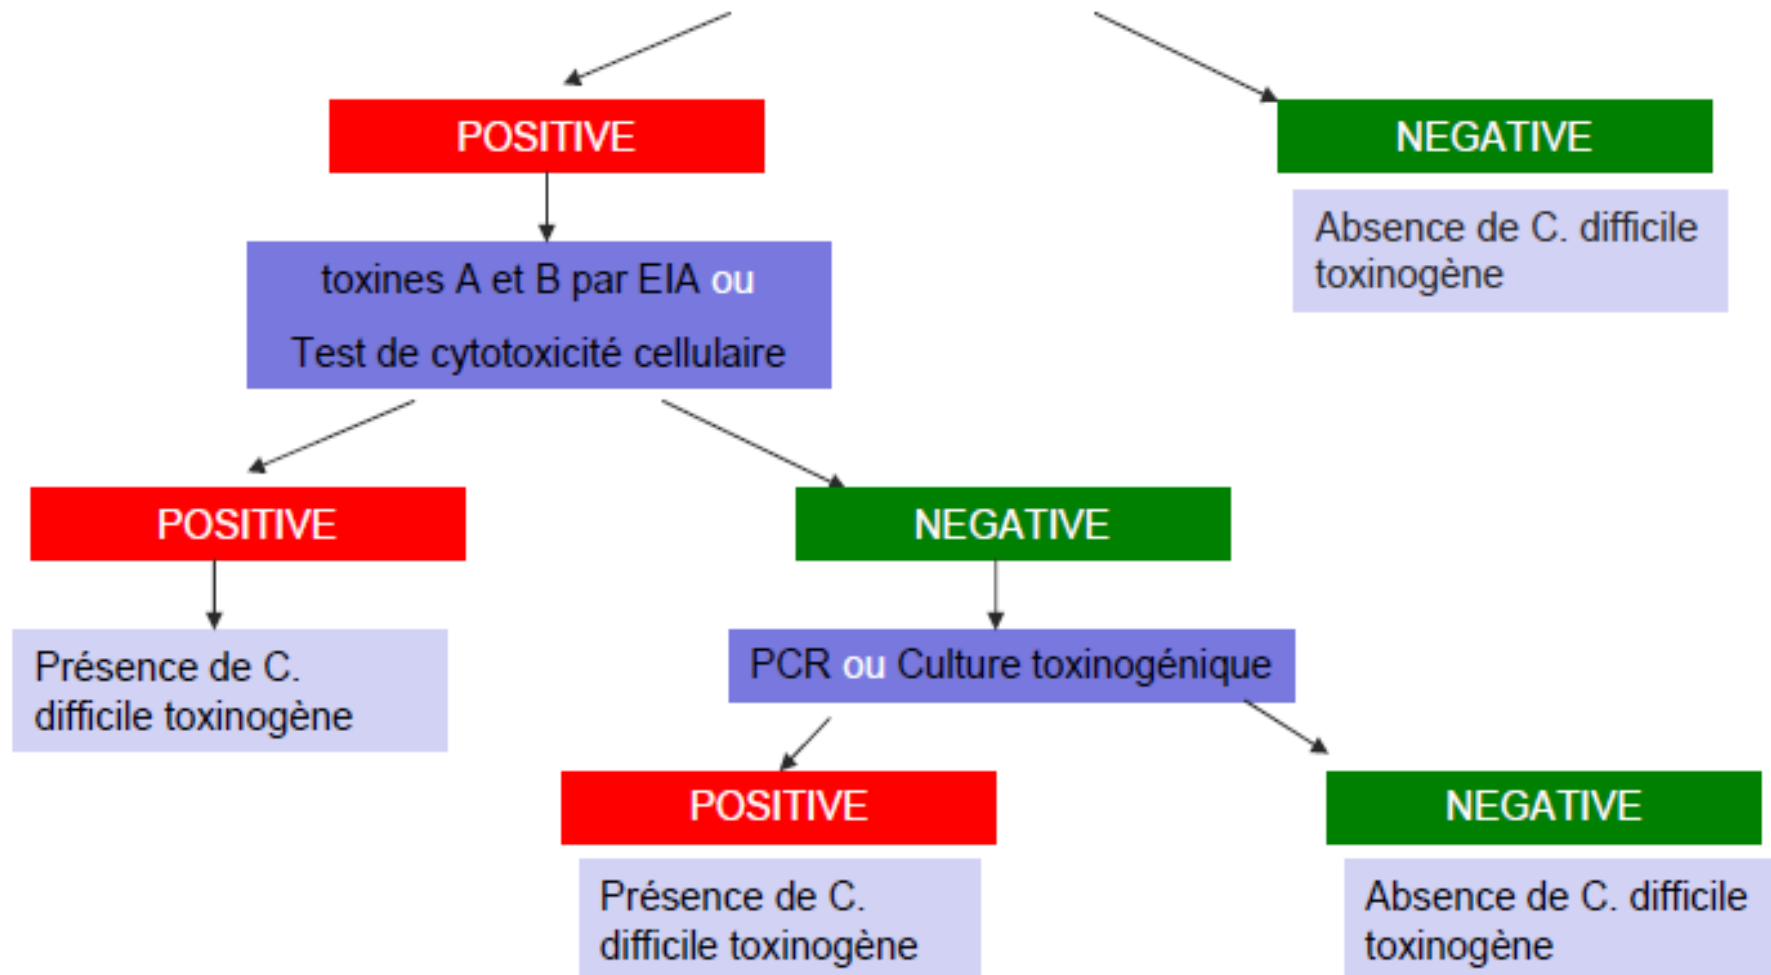 POSITIVE
NEGATIVE
Absence de C. difficile
toxinogène
toxines A et B par EIA ou
Test de cytotoxicité cellulaire
POSITIVE
NEGATIVE
Présence de C.
difficile toxinogène
PCR ou Culture toxinogénique
POSITIVE
NEGATIVE
Présence de C.
difficile toxinogène
Absence de C. difficile
toxinogène